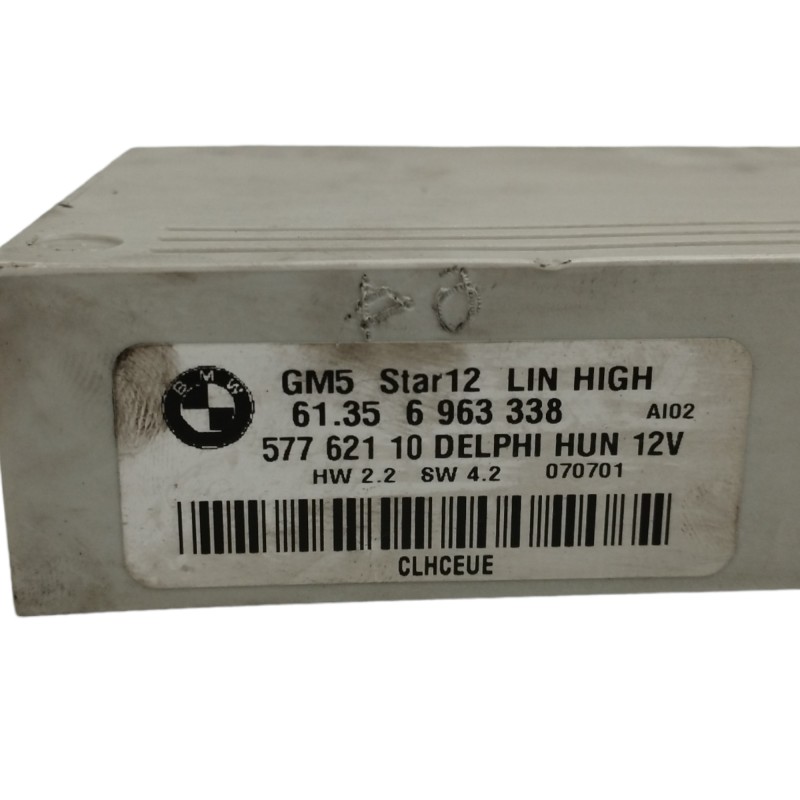 BMW
GM5 Star12 LIN HIGH
61.35 6 963 338 AI02
577 621 10 DELPHI HUN 12V
HW 2.2 SW 4.2 070701
CLHCEUE